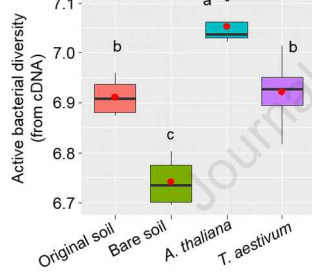 7.1
a
7.0
b
b
6.9
6.8
c
6.7
Active bacterial diversity
(from cDNA)
Original soil
Bare soil
A. thaliana
T. aestivum
Journal